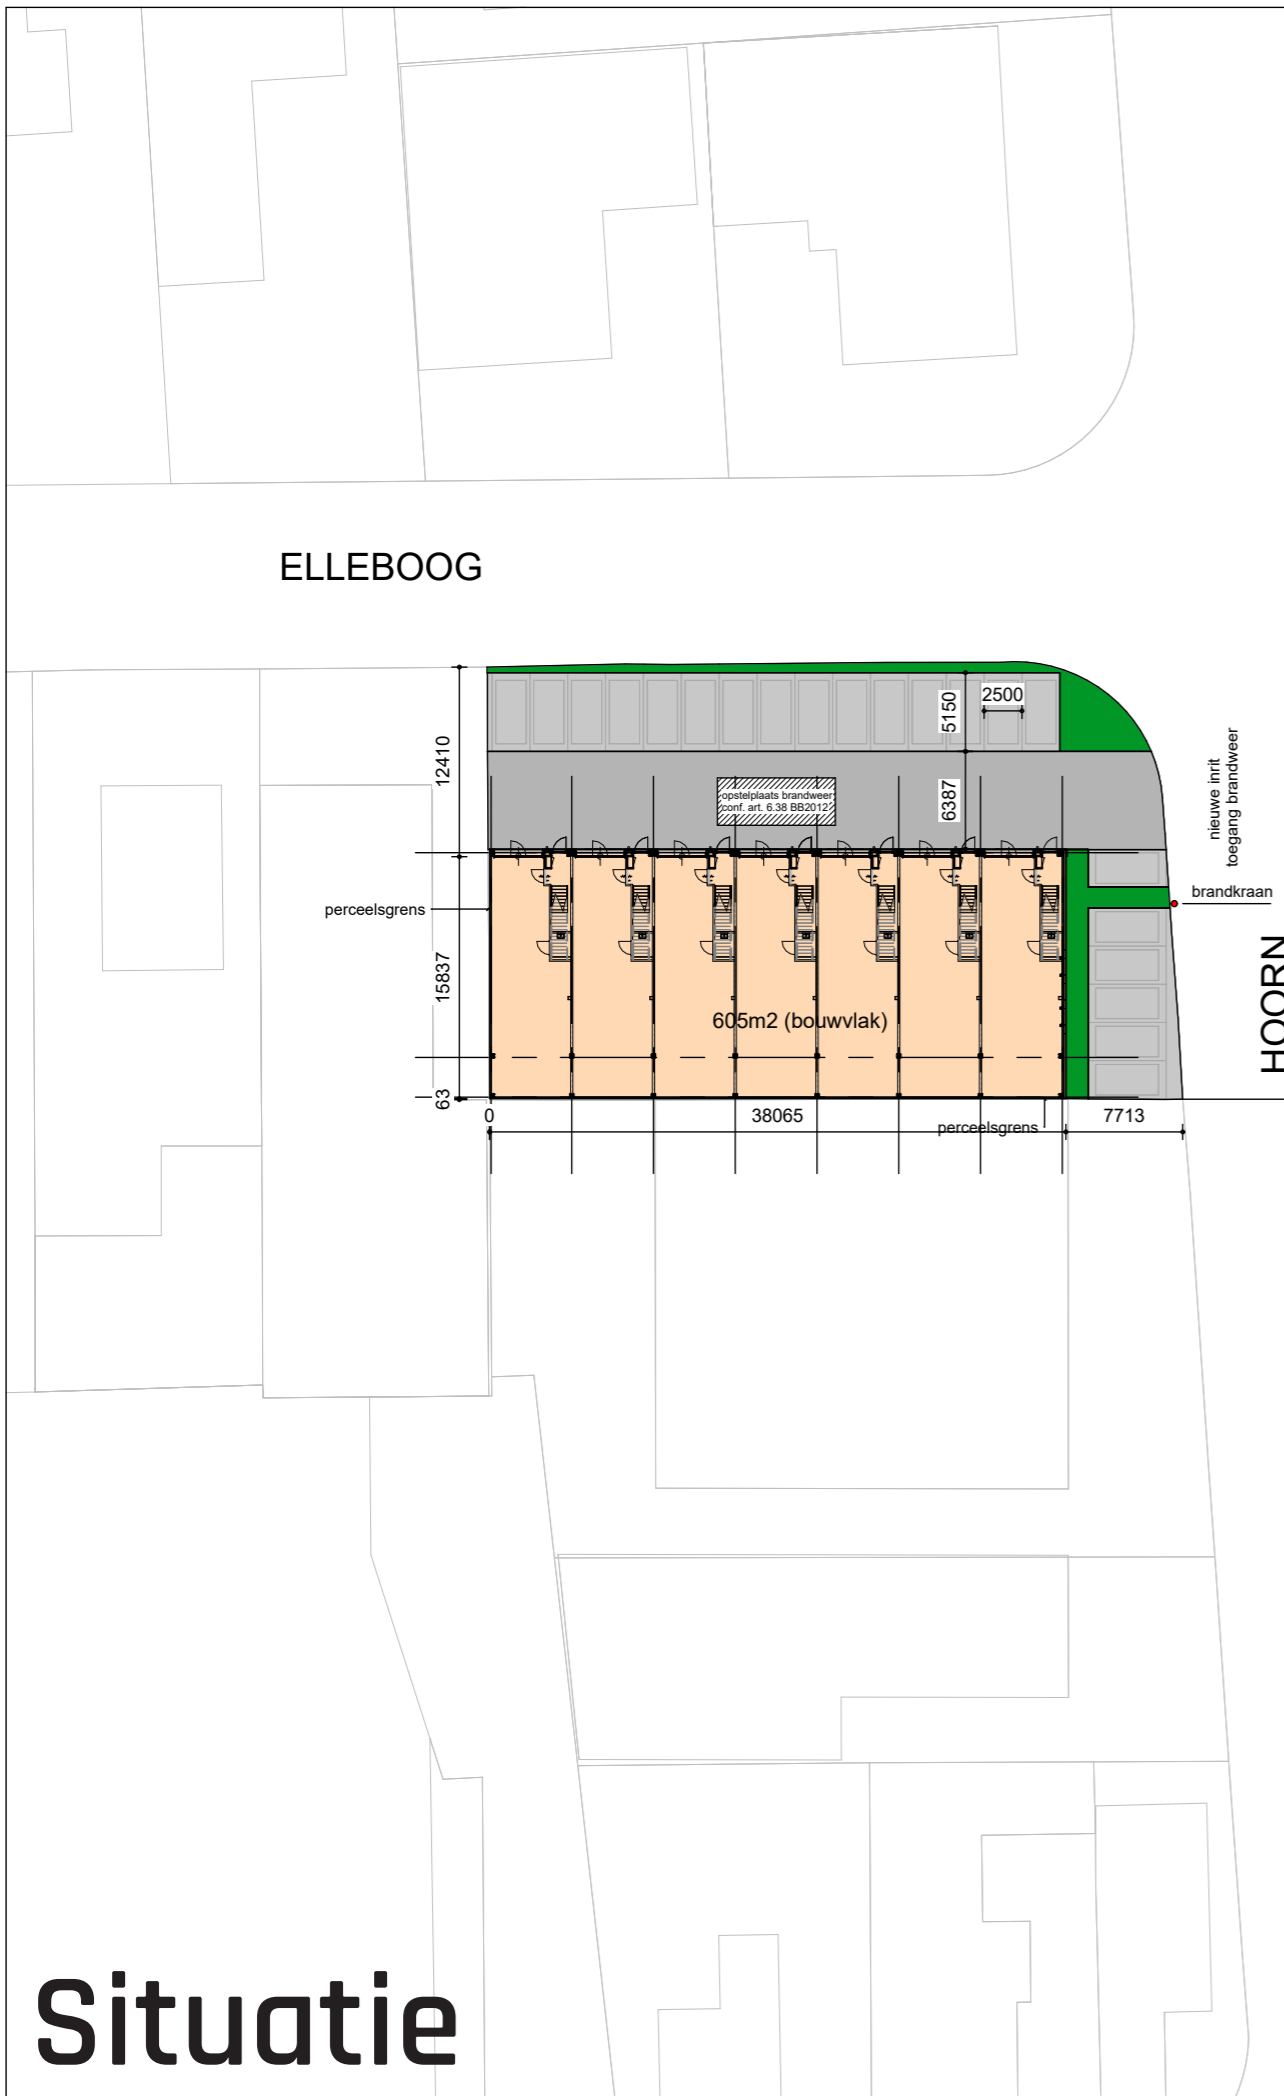 ELLEBOOG
12410
5150
2500
6387
opstelplaats brandweer
conf. art. 6.38 BB2012
nieuwe inrit
toegang brandweer
brandkraan
perceelsgrens
15837
HOORN
605m2 (bouwvlak)
63
0
38065
perceelsgrens
7713
Situatie